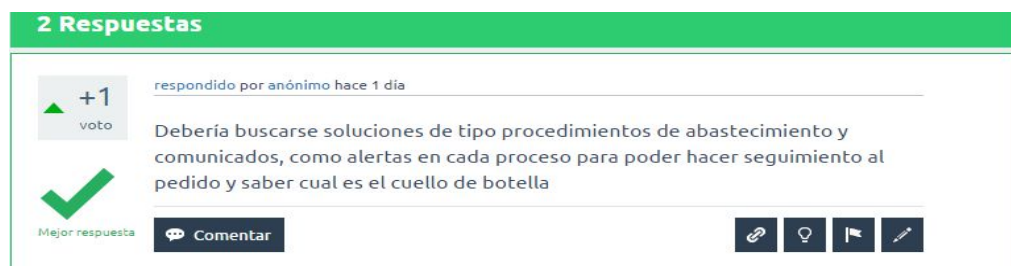 2 Respuestas
+1
voto
respondido por anónimo hace 1 día
Debería buscarse soluciones de tipo procedimientos de abastecimiento y
comunicados, como alertas en cada proceso para poder hacer seguimiento al
pedido y saber cual es el cuello de botella
Mejor respuesta
Comentar